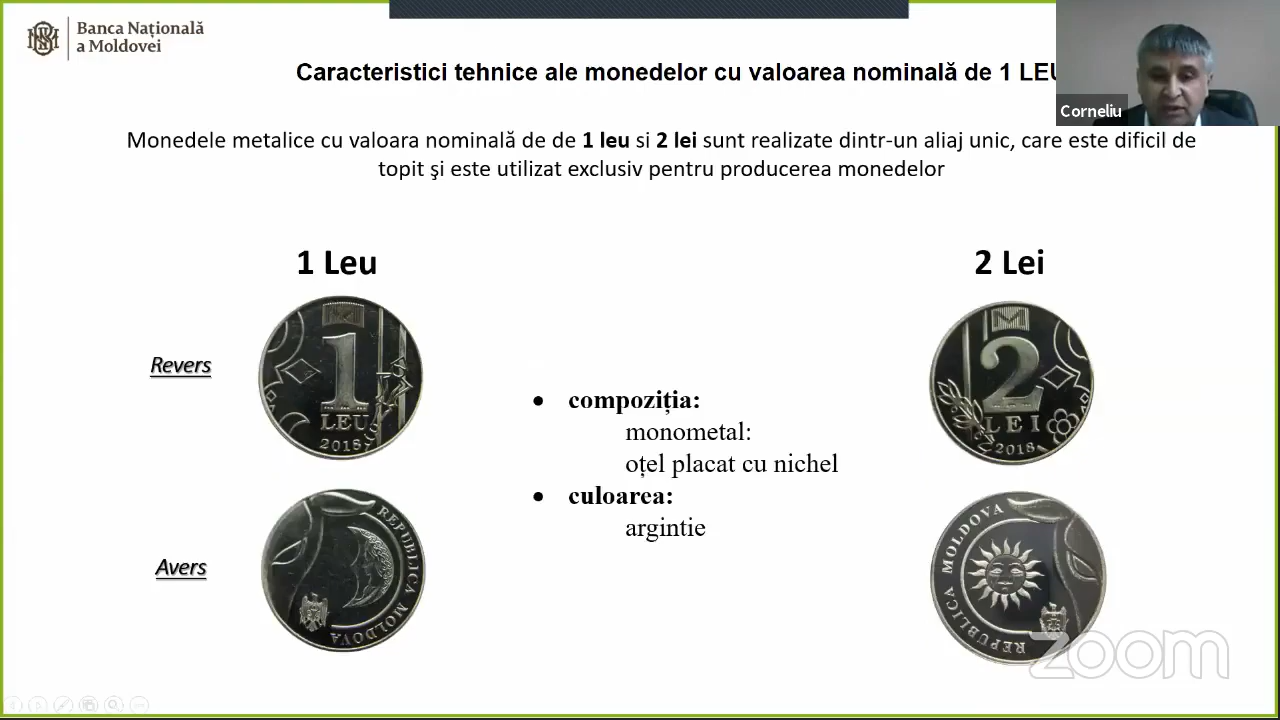 Banca Națională
a Moldovei
Caracteristici tehnice ale monedelor cu valoarea nominală de 1 LEU
Corneliu
Monedele metalice cu valoara nominală de de 1 leu si 2 lei sunt realizate dintr-un aliaj unic, care este dificil de
topit şi este utilizat exclusiv pentru producerea monedelor
1 Leu
2 Lei
Revers
1
LEU
2018
2
LEI
2018
• compoziția:
monometal:
oțel placat cu nichel
• culoarea:
argintie
Avers
REPUBLICA MOLDOVA
REPUBLICA MOLDOVA
zoom